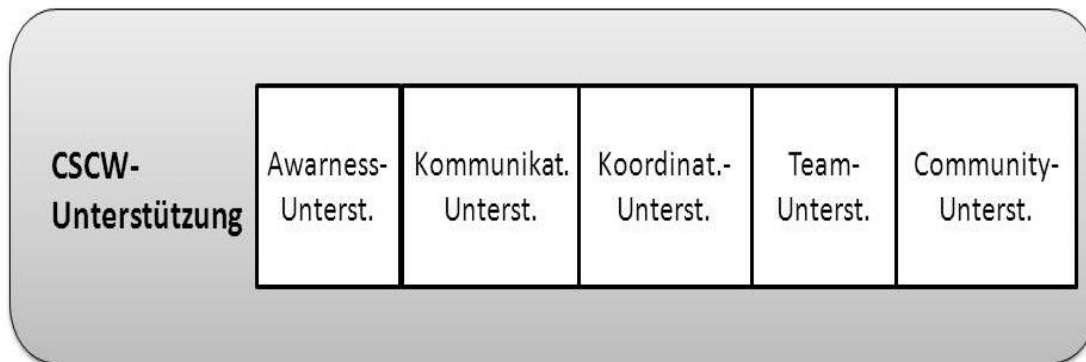 CSCW-
Unterstützung
Awarness-
Unterst.
Kommunikat.
Unterst.
Koordinat.-
Unterst.
Team-
Unterst.
Community-
Unterst.